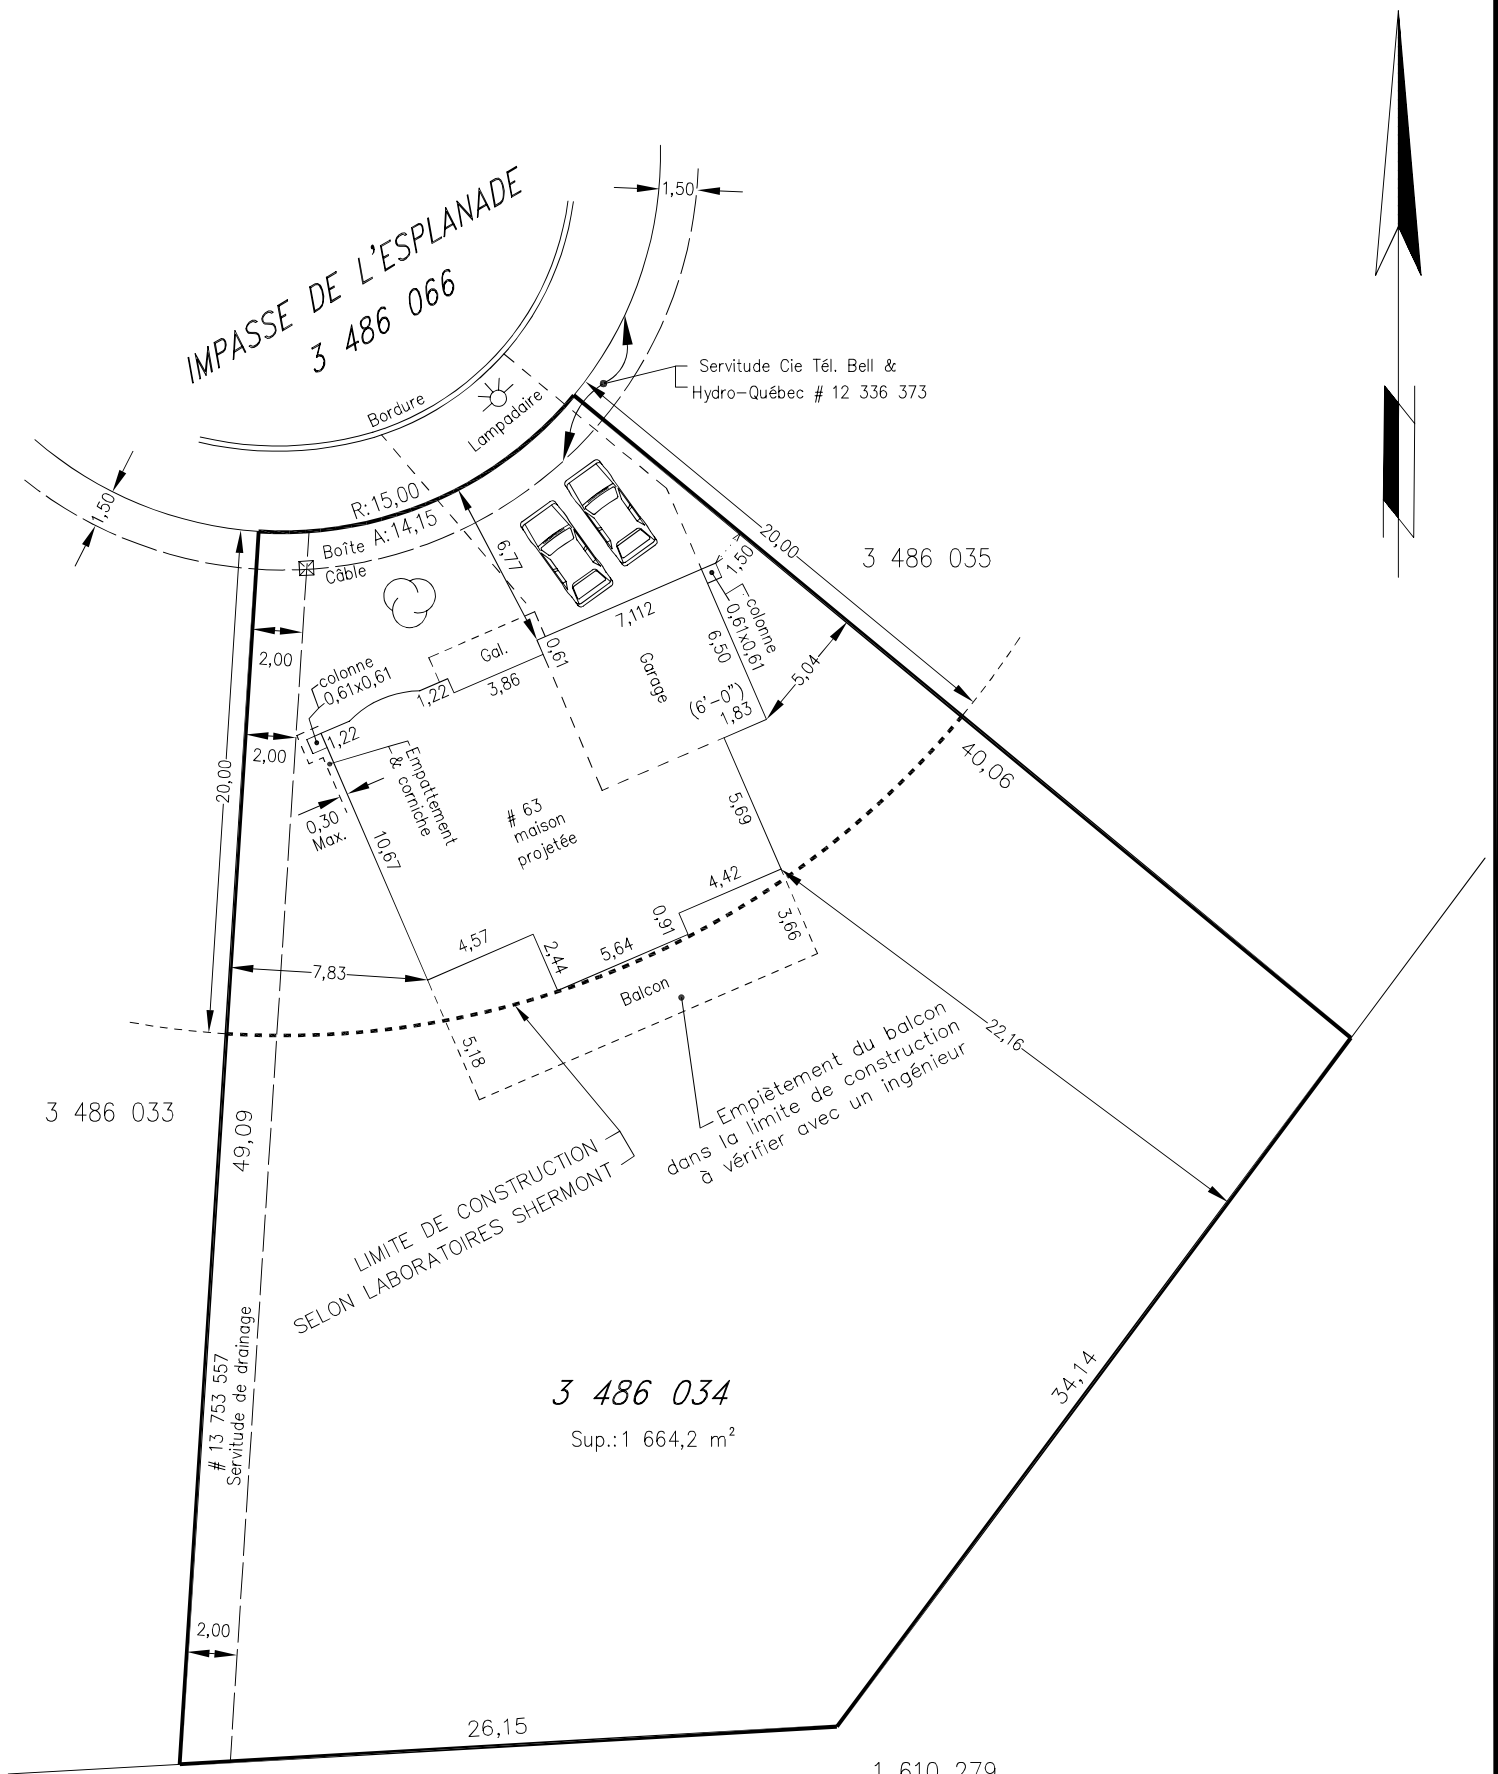 IMPASSE DE L'ESPLANADE
3 486 066
1,50
Servitude Cie Tél. Bell &
Hydro-Québec # 12 336 373
Bordure
Lampadaire
1,50
R: 15,00
A: 14,15
Boîte
Câble
6,77
20,00
3 486 035
1,50
7,112
colonne
0,61x0,61
6,50
Garage
(6'-0")
1,83
5,04
2,00
Gal.
0,61
3,86
1,22
colonne
0,61x0,61
1,22
2,00
20,00
Empattement
& corniche
0,30
Max.
10,67
# 63
maison
projetée
5,69
40,06
4,42
0,91
3,66
4,57
2,44
5,64
7,83
Balcon
5,18
22,16
Empiètement du balcon
dans la limite de construction
à vérifier avec un ingénieur
3 486 033
49,09
LIMITE DE CONSTRUCTION
SELON LABORATOIRES SHERMONT
# 13 753 557
Servitude de drainage
3 486 034
Sup.: 1 664,2 m²
34,14
2,00
26,15
1 610 279